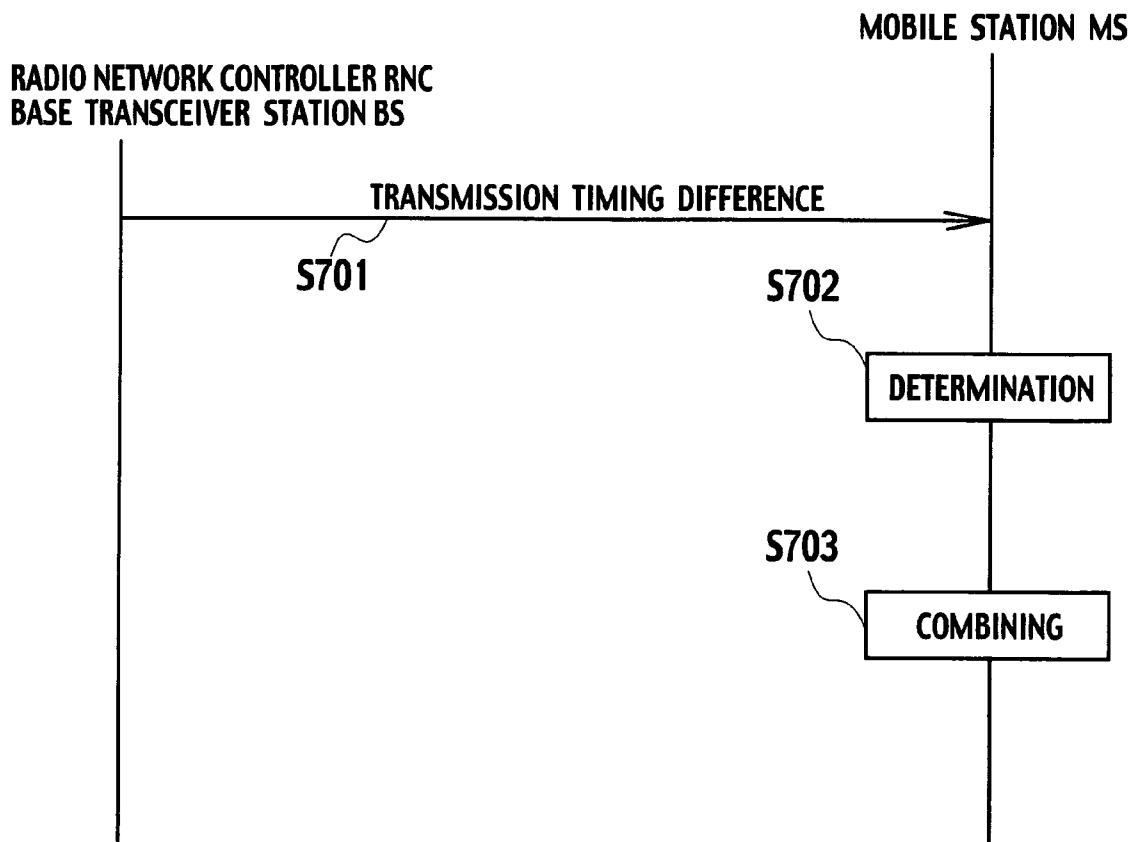 MOBILE STATION MS
RADIO NETWORK CONTROLLER RNC
BASE TRANSCEIVER STATION BS
TRANSMISSION TIMING DIFFERENCE
S701
S702
DETERMINATION
S703
COMBINING